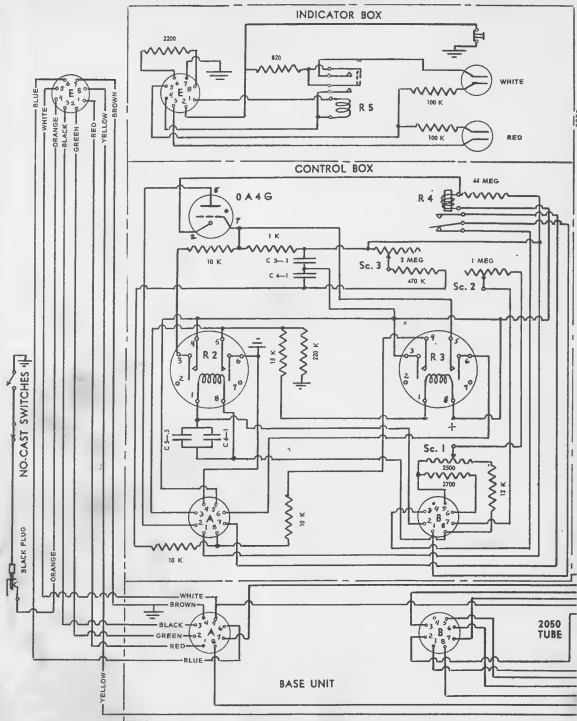 INDICATOR BOX
2200
820
WHITE
R 5
100 K
100 K
RED
E
E
BLUE
WHITE
ORANGE
BLACK
GREEN
RED
YELLOW
BROWN
CONTROL BOX
0 A 4 G
44 MEG
R 4
1 K
10 K
C 3—1
C 4—1
Sc. 3
2 MEG
470 K
1 MEG
Sc. 2
R 2
15 K
220 K
R 3
NO-CAST SWITCHES
C 5—.5
C 6—1
Sc. 1
2500
2700
12 K
10 K
A
B
10 K
BLACK PLUG
ORANGE
WHITE
BROWN
BLACK
GREEN
RED
BLUE
YELLOW
A
B
2050
TUBE
BASE UNIT